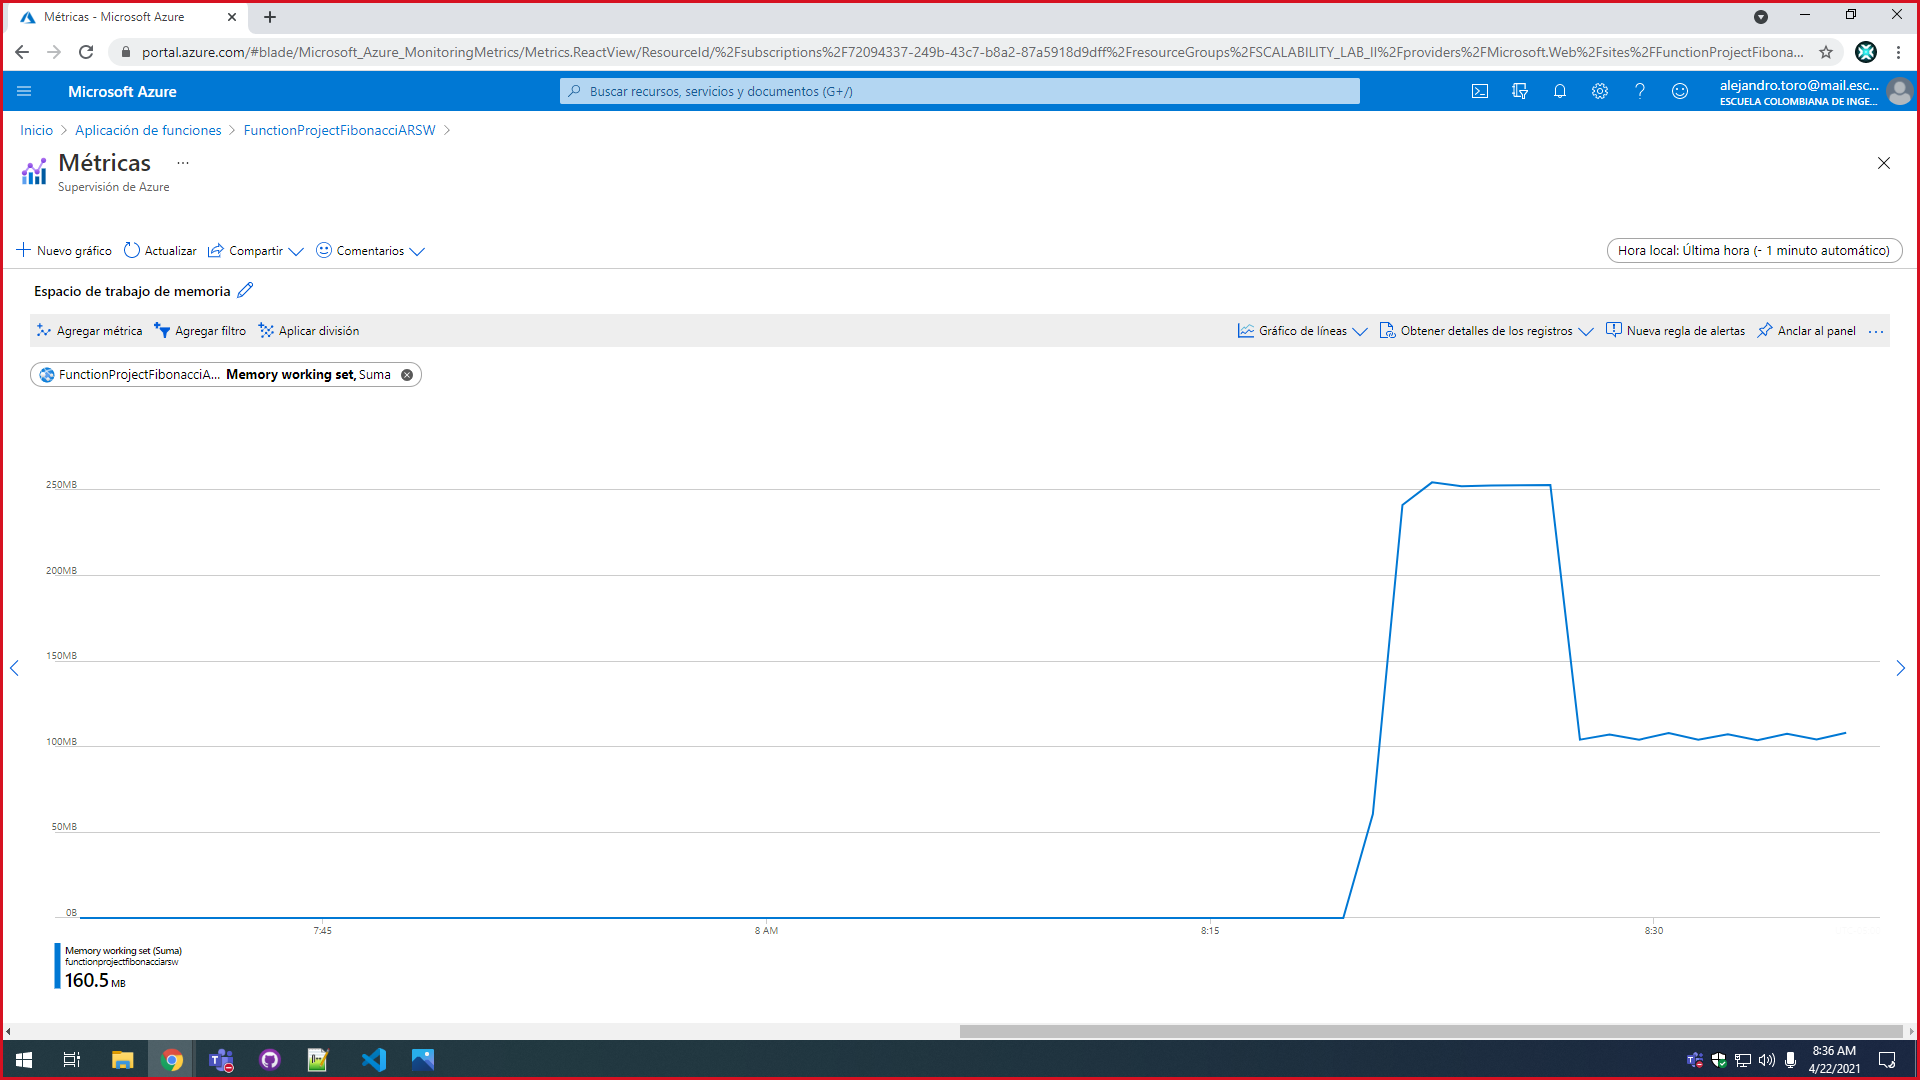 Métricas - Microsoft Azure
portal.azure.com/#blade/Microsoft_Azure_MonitoringMetrics/Metrics.ReactView/ResourceId/%2Fsubscriptions%2F72094337-249b-43c7-b8a2-87a5918d9dff%2FresourceGroups%2FSCALABILITY_LAB_II%2Fproviders%2FMicrosoft.Web%2Fsites%2FFunctionProjectFibona...
Microsoft Azure
Buscar recursos, servicios y documentos (G+/)
alejandro.toro@mail.esc...
ESCUELA COLOMBIANA DE INGE...
Inicio > Aplicación de funciones > FunctionProjectFibonacciARSW >
Métricas ...
Supervisión de Azure
Nuevo gráfico Actualizar Compartir Comentarios
Hora local: Última hora (- 1 minuto automático)
Espacio de trabajo de memoria
Agregar métrica Agregar filtro Aplicar división Gráfico de líneas Obtener detalles de los registros Nueva regla de alertas Anclar al panel ...
FunctionProjectFibonacciA... Memory working set, Suma
250MB
200MB
150MB
100MB
50MB
0B
7:45 8 AM 8:15 8:30
Memory working set (Suma)
functionprojectfibonacciarsw
160.5 MB
8:36 AM
4/22/2021